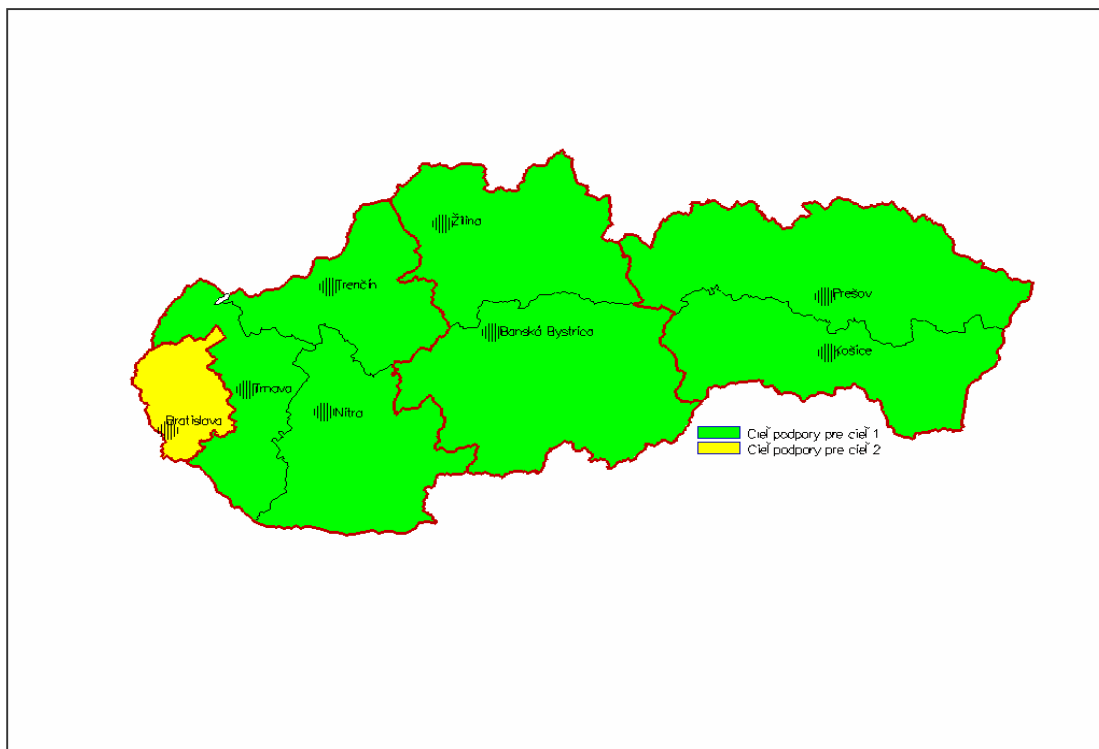 Žilina
Trenčín
Prešov
Banská Bystrica
Košice
Trnava
Nitra
Bratislava
Cieľ podpory pre cieľ 1
Cieľ podpory pre cieľ 2